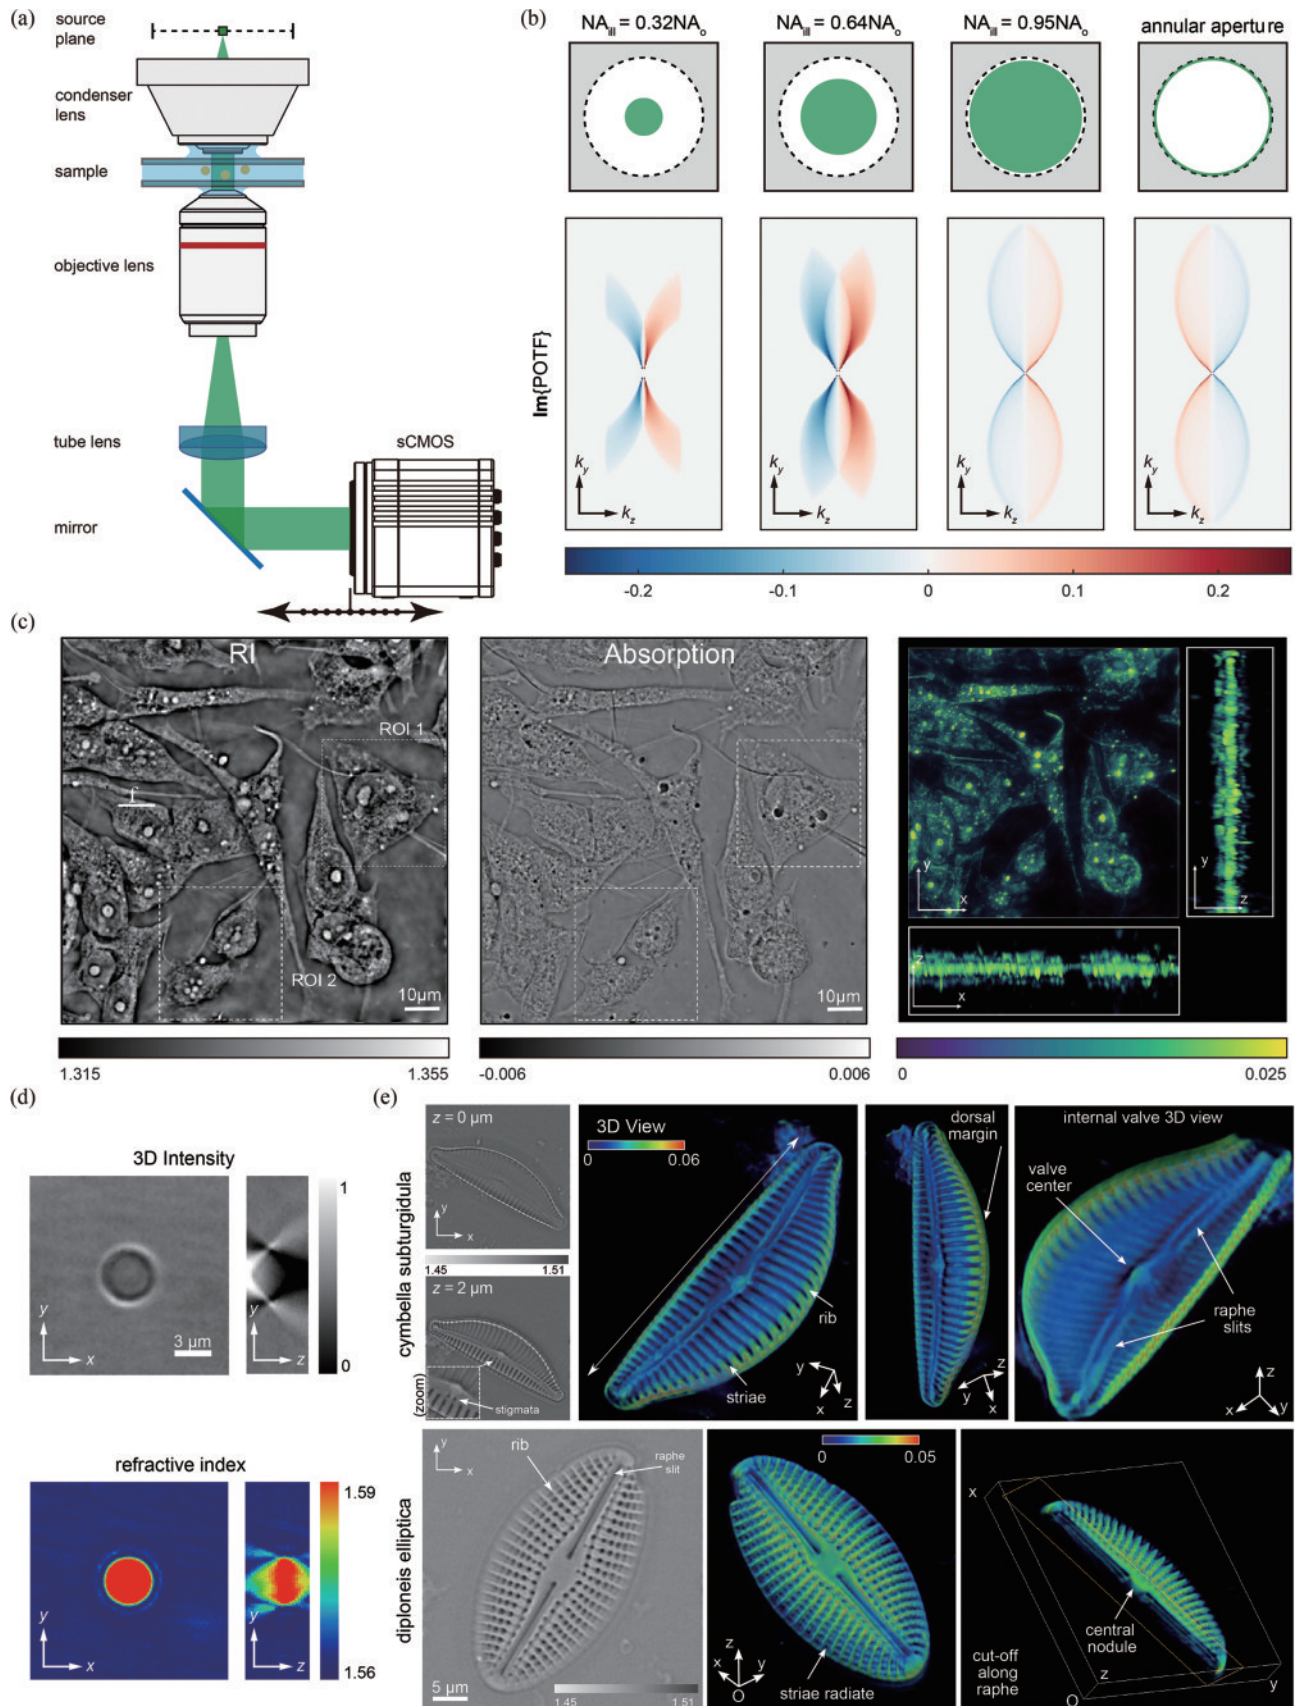 (a)
source
plane
condenser
lens
sample
objective lens
tube lens
sCMOS
mirror
(b)
NAill = 0.32NAo
NAill = 0.64NAo
NAill = 0.95NAo
annular aperture
Im{POTF}
ky
kz
ky
kz
ky
kz
ky
kz
-0.2
-0.1
0
0.1
0.2
(c)
RI
ROI 1
f
ROI 2
10μm
1.315
1.355
Absorption
10μm
-0.006
0.006
y
x
y
z
z
x
0
0.025
(d)
3D Intensity
y
x
3 μm
y
z
1
0
refractive index
y
x
y
z
1.59
1.56
(e)
cymbella subturgidula
z = 0 μm
y
x
1.45
1.51
z = 2 μm
(zoom)
stigmata
3D View
0
0.06
rib
striae
y
x
z
dorsal
margin
z
y
x
internal valve 3D view
valve
center
raphe
slits
z
x
y
diploneis elliptica
y
x
rib
raphe
slit
5 μm
1.45
1.51
0
0.05
z
x
y
O
striae radiate
x
central
nodule
cut-off
along
raphe
z
O
y